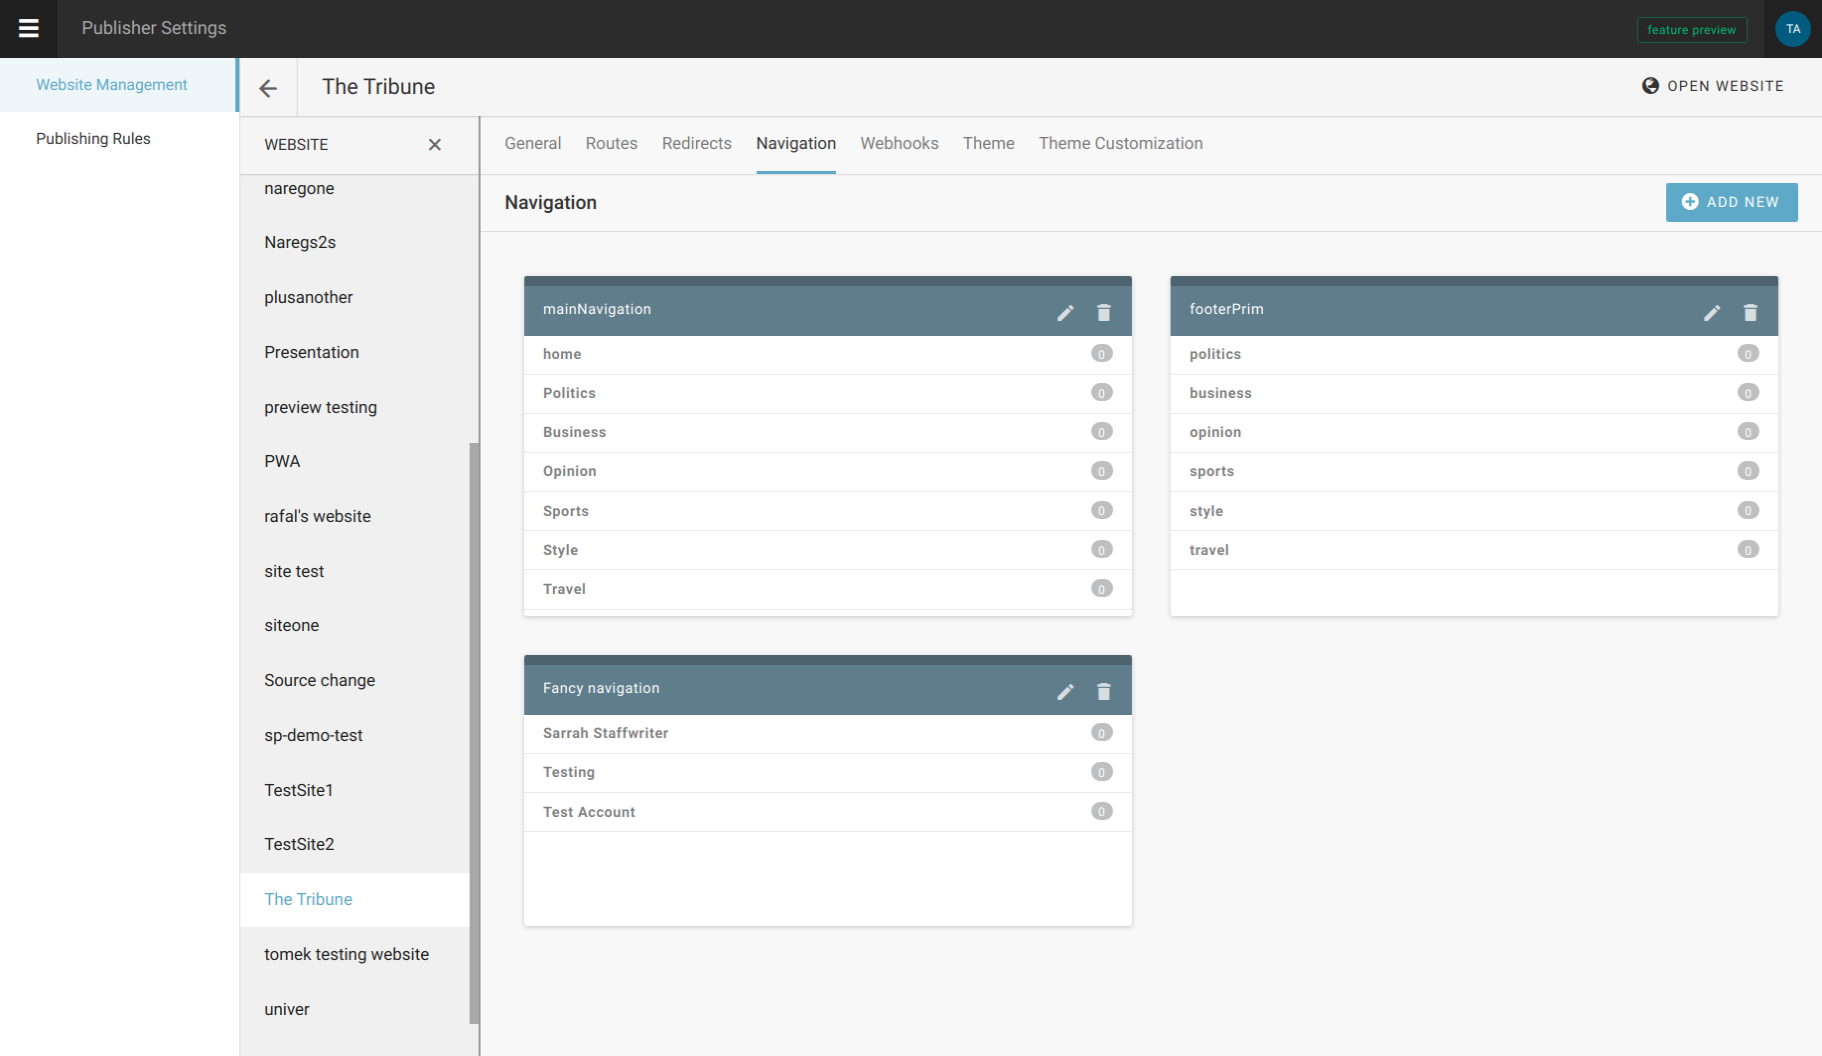 Publisher Settings
feature preview
TA
Website Management
Publishing Rules
The Tribune
OPEN WEBSITE
WEBSITE
naregone
Naregs2s
plusanother
Presentation
preview testing
PWA
rafal's website
site test
siteone
Source change
sp-demo-test
TestSite1
TestSite2
The Tribune
tomek testing website
univer
General Routes Redirects Navigation Webhooks Theme Theme Customization
Navigation
ADD NEW
mainNavigation
home 0
Politics 0
Business 0
Opinion 0
Sports 0
Style 0
Travel 0
footerPrim
politics 0
business 0
opinion 0
sports 0
style 0
travel 0
Fancy navigation
Sarrah Staffwriter 0
Testing 0
Test Account 0